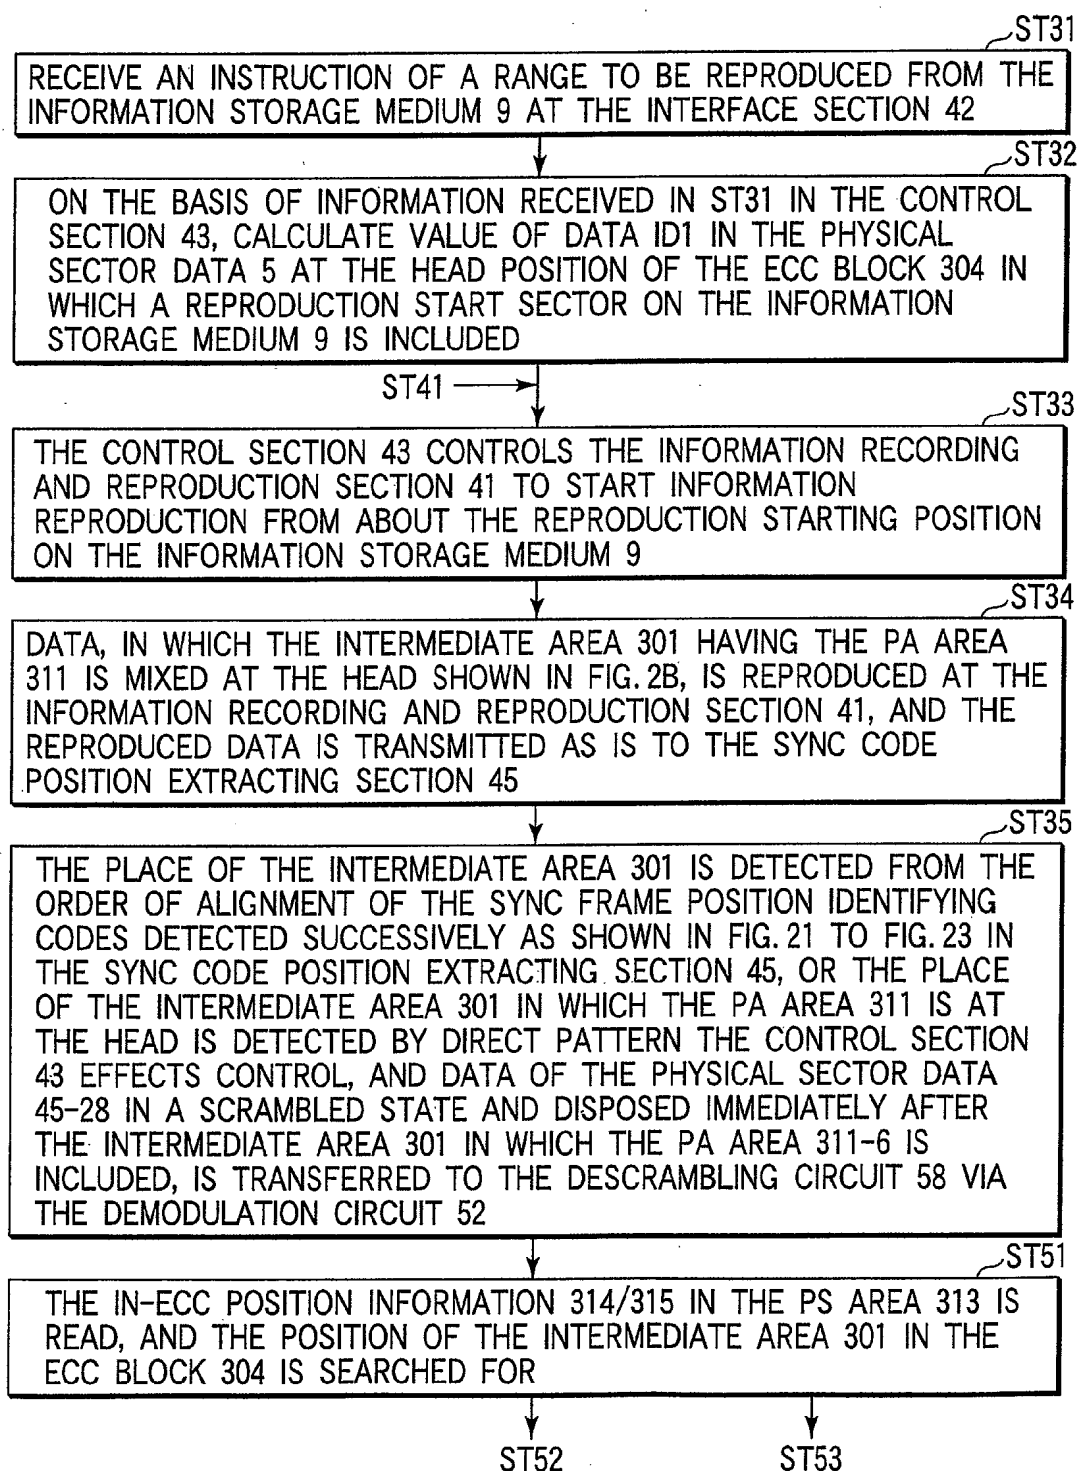 ST31
RECEIVE AN INSTRUCTION OF A RANGE TO BE REPRODUCED FROM THE
INFORMATION STORAGE MEDIUM 9 AT THE INTERFACE SECTION 42
ST32
ON THE BASIS OF INFORMATION RECEIVED IN ST31 IN THE CONTROL
SECTION 43, CALCULATE VALUE OF DATA ID1 IN THE PHYSICAL
SECTOR DATA 5 AT THE HEAD POSITION OF THE ECC BLOCK 304 IN
WHICH A REPRODUCTION START SECTOR ON THE INFORMATION
STORAGE MEDIUM 9 IS INCLUDED
ST41
ST33
THE CONTROL SECTION 43 CONTROLS THE INFORMATION RECORDING
AND REPRODUCTION SECTION 41 TO START INFORMATION
REPRODUCTION FROM ABOUT THE REPRODUCTION STARTING POSITION
ON THE INFORMATION STORAGE MEDIUM 9
ST34
DATA, IN WHICH THE INTERMEDIATE AREA 301 HAVING THE PA AREA
311 IS MIXED AT THE HEAD SHOWN IN FIG. 2B, IS REPRODUCED AT THE
INFORMATION RECORDING AND REPRODUCTION SECTION 41, AND THE
REPRODUCED DATA IS TRANSMITTED AS IS TO THE SYNC CODE
POSITION EXTRACTING SECTION 45
ST35
THE PLACE OF THE INTERMEDIATE AREA 301 IS DETECTED FROM THE
ORDER OF ALIGNMENT OF THE SYNC FRAME POSITION IDENTIFYING
CODES DETECTED SUCCESSIVELY AS SHOWN IN FIG. 21 TO FIG. 23 IN
THE SYNC CODE POSITION EXTRACTING SECTION 45, OR THE PLACE
OF THE INTERMEDIATE AREA 301 IN WHICH THE PA AREA 311 IS AT
THE HEAD IS DETECTED BY DIRECT PATTERN THE CONTROL SECTION
43 EFFECTS CONTROL, AND DATA OF THE PHYSICAL SECTOR DATA
45-28 IN A SCRAMBLED STATE AND DISPOSED IMMEDIATELY AFTER
THE INTERMEDIATE AREA 301 IN WHICH THE PA AREA 311-6 IS
INCLUDED, IS TRANSFERRED TO THE DESCRAMBLING CIRCUIT 58 VIA
THE DEMODULATION CIRCUIT 52
ST51
THE IN-ECC POSITION INFORMATION 314/315 IN THE PS AREA 313 IS
READ, AND THE POSITION OF THE INTERMEDIATE AREA 301 IN THE
ECC BLOCK 304 IS SEARCHED FOR
ST52
ST53